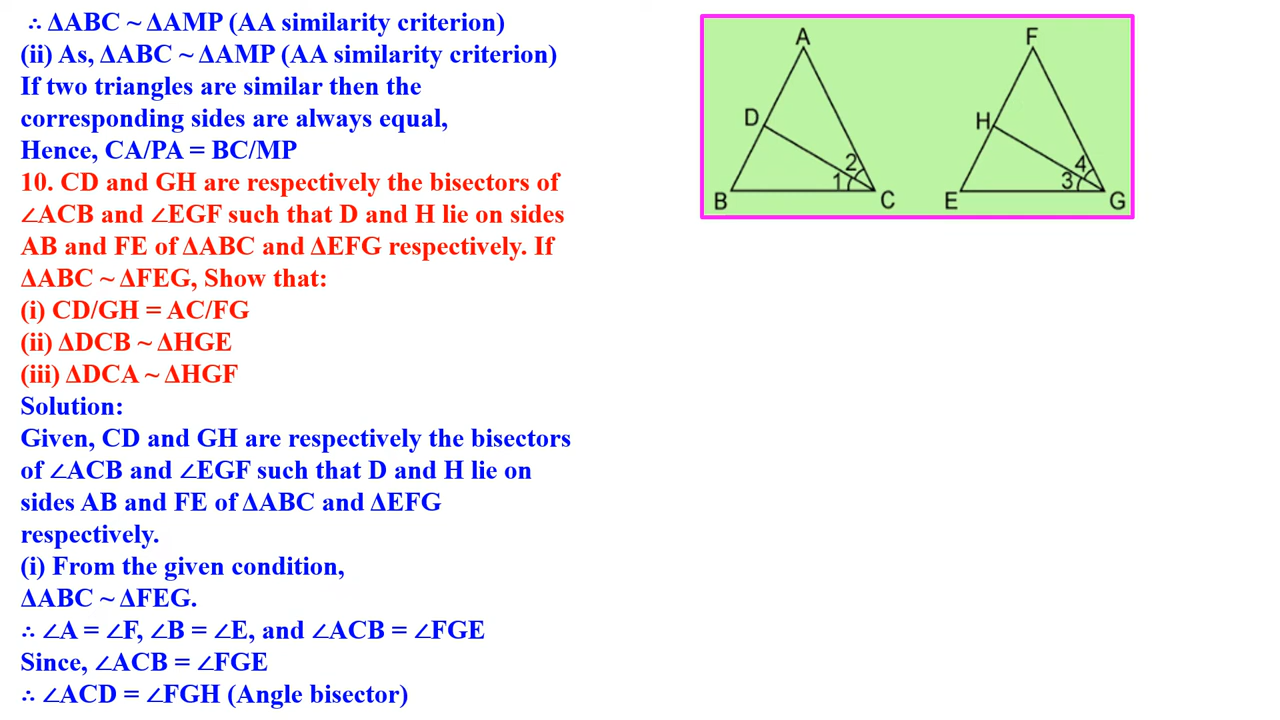 ∴ ΔABC ~ ΔAMP (AA similarity criterion)
(ii) As, ΔABC ~ ΔAMP (AA similarity criterion)
If two triangles are similar then the
corresponding sides are always equal,
Hence, CA/PA = BC/MP
10. CD and GH are respectively the bisectors of
∠ACB and ∠EGF such that D and H lie on sides
AB and FE of ΔABC and ΔEFG respectively. If
ΔABC ~ ΔFEG, Show that:
(i) CD/GH = AC/FG
(ii) ΔDCB ~ ΔHGE
(iii) ΔDCA ~ ΔHGF
Solution:
Given, CD and GH are respectively the bisectors
of ∠ACB and ∠EGF such that D and H lie on
sides AB and FE of ΔABC and ΔEFG
respectively.
(i) From the given condition,
ΔABC ~ ΔFEG.
∴ ∠A = ∠F, ∠B = ∠E, and ∠ACB = ∠FGE
Since, ∠ACB = ∠FGE
∴ ∠ACD = ∠FGH (Angle bisector)
A F
D H
2 4
1 3
B C E G